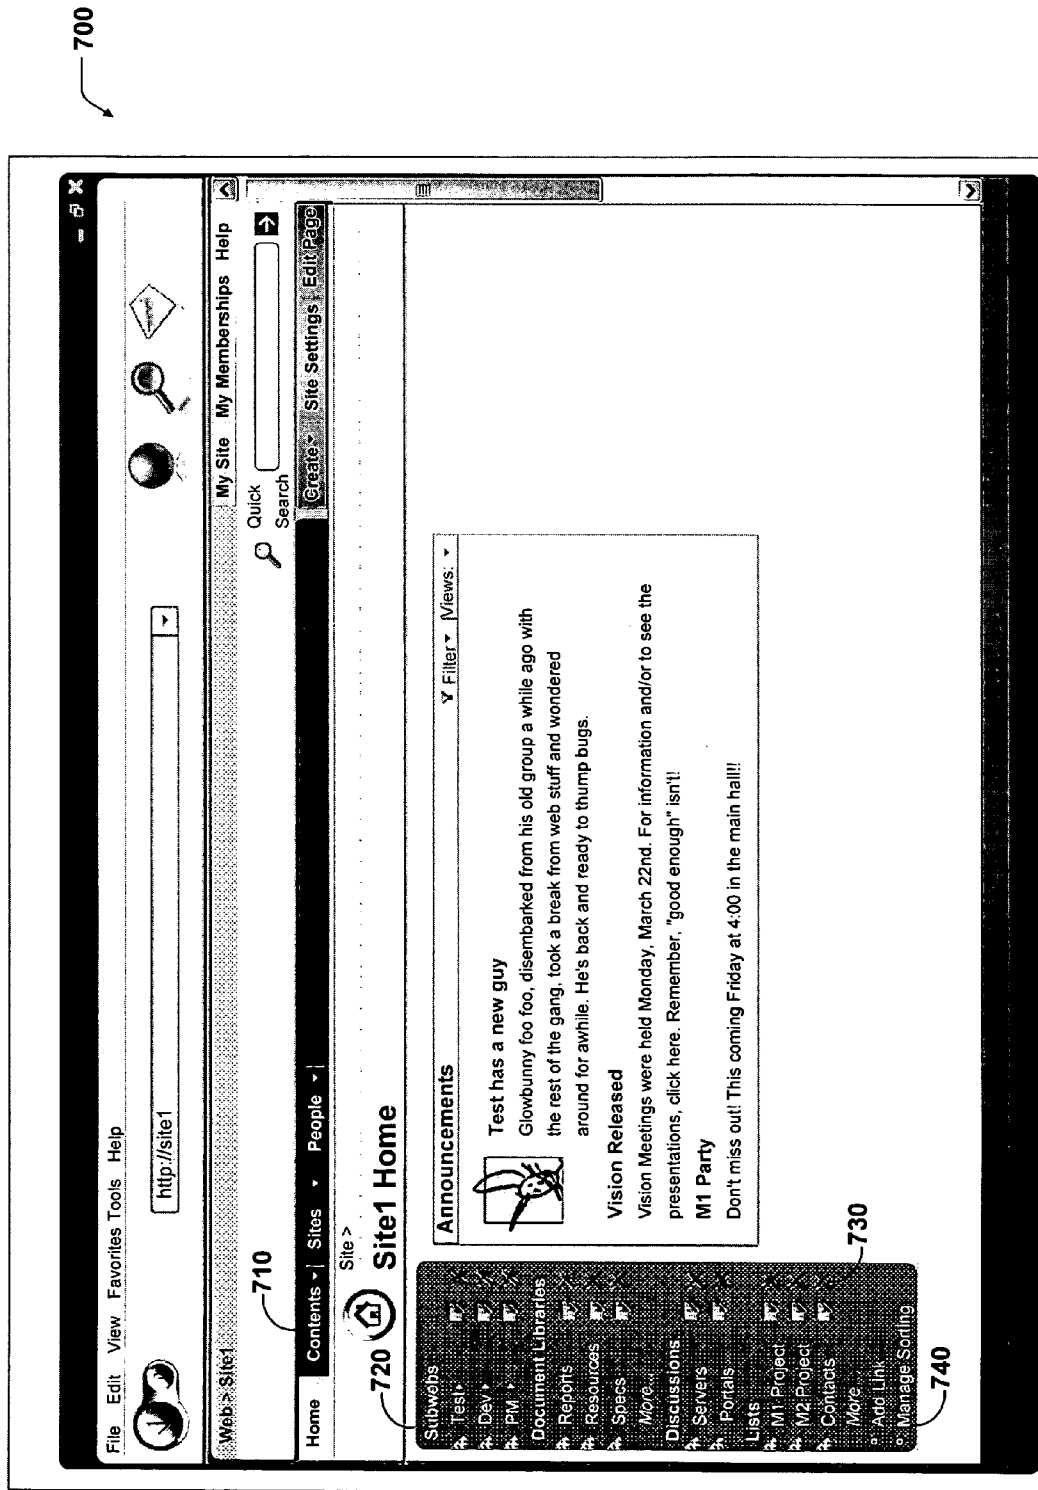 700
File Edit View Favorites Tools Help
http://site1
Web > Site1 My Site My Memberships Help
710
Quick
Search
Home Contents Sites People Create Site Settings Edit Page
Site >
720
Site1 Home
Subwebs
Test
Dev
PM
Document Libraries
Reports
Resources
Specs
More...
Discussions
Servers
Portals
Lists
M1 Project
M2 Project
Contacts
More...
Add Link
Manage Sorting
730
740
Announcements Filter Views:
Test has a new guy
Glowbunny foo foo, disembarked from his old group a while ago with
the rest of the gang, took a break from web stuff and wondered
around for awhile. He's back and ready to thump bugs.
Vision Released
Vision Meetings were held Monday, March 22nd. For information and/or to see the
presentations, click here. Remember, "good enough" isn't!
M1 Party
Don't miss out! This coming Friday at 4:00 in the main hall!!